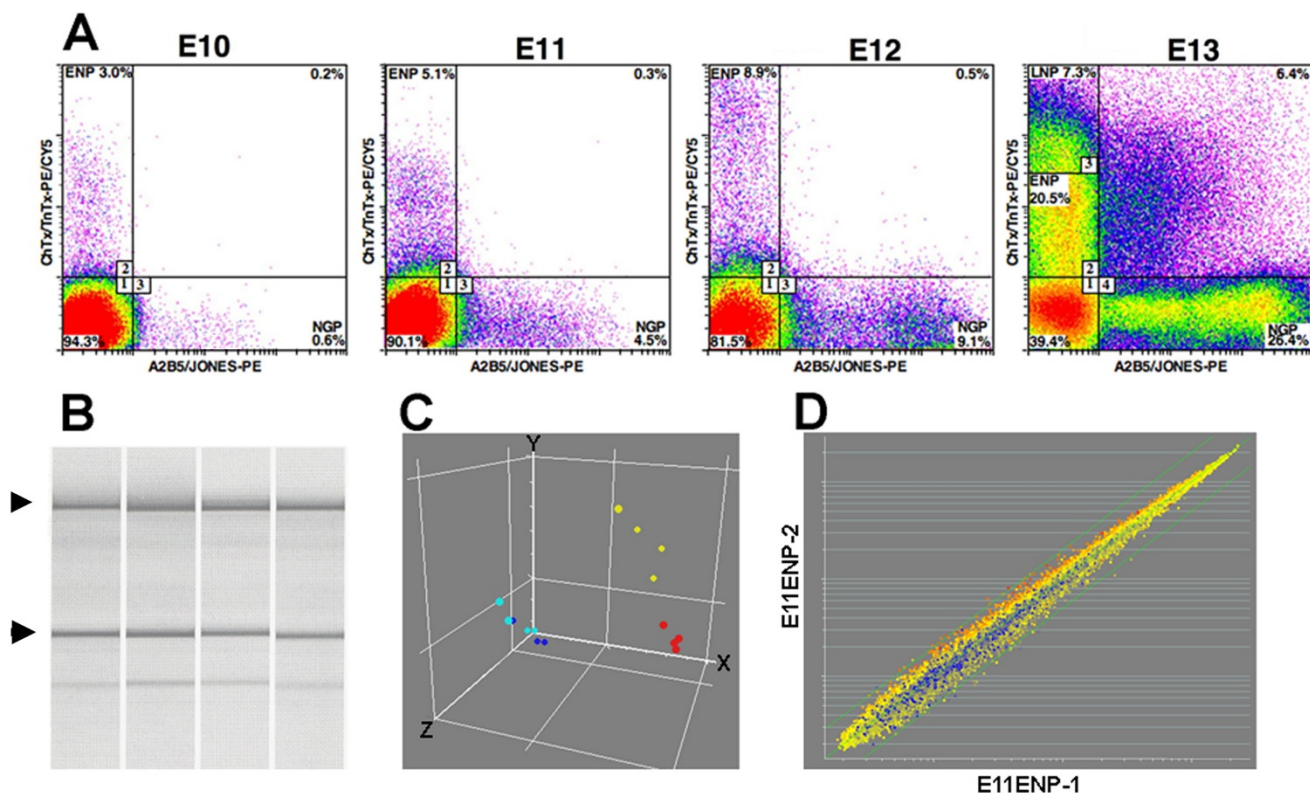 A
E10
E11
E12
E13
ENP 3.0%
0.2%
2
1
3
94.3%
NGP
0.6%
ChTx/TnTx-PE/CY5
A2B5/JONES-PE
ENP 5.1%
0.3%
2
1
3
90.1%
NGP
4.5%
ChTx/TnTx-PE/CY5
A2B5/JONES-PE
ENP 8.9%
0.5%
2
1
3
81.5%
NGP
9.1%
ChTx/TnTx-PE/CY5
A2B5/JONES-PE
LNP 7.3%
6.4%
3
ENP
20.5%
2
1
4
39.4%
NGP
26.4%
ChTx/TnTx-PE/CY5
A2B5/JONES-PE
B
C
Y
X
Z
D
E11ENP-2
E11ENP-1